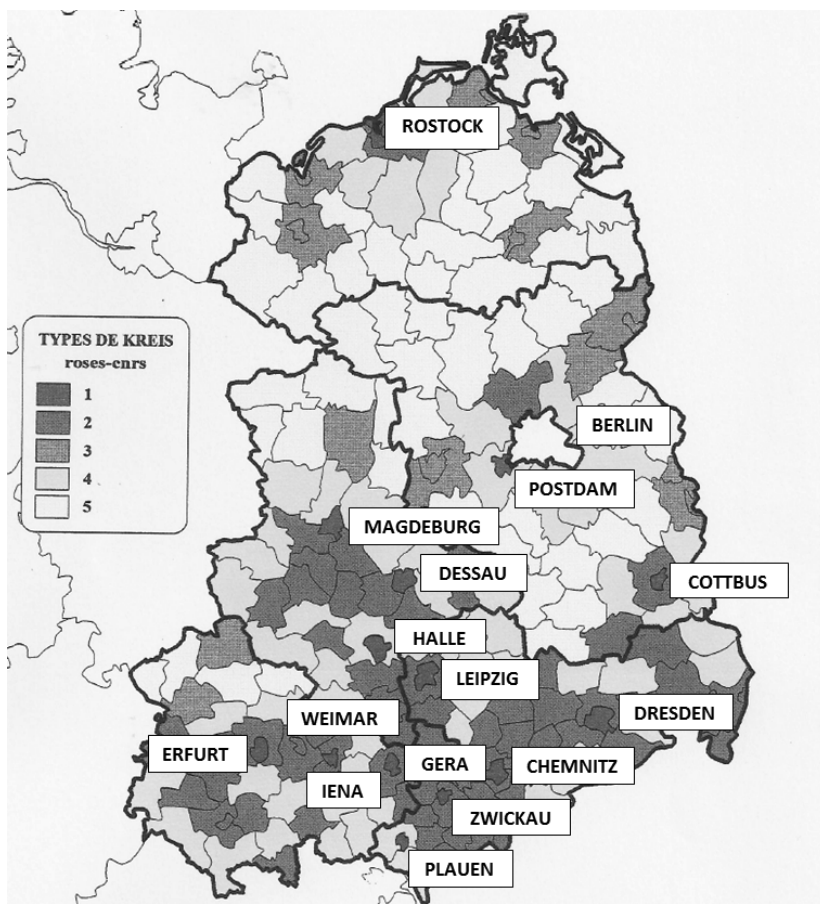 ROSTOCK
TYPES DE KREIS
roses-cnrs
1
2
3
4
5
BERLIN
POSTDAM
MAGDEBURG
DESSAU
COTTBUS
HALLE
LEIPZIG
WEIMAR
DRESDEN
ERFURT
GERA
CHEMNITZ
IENA
ZWICKAU
PLAUEN